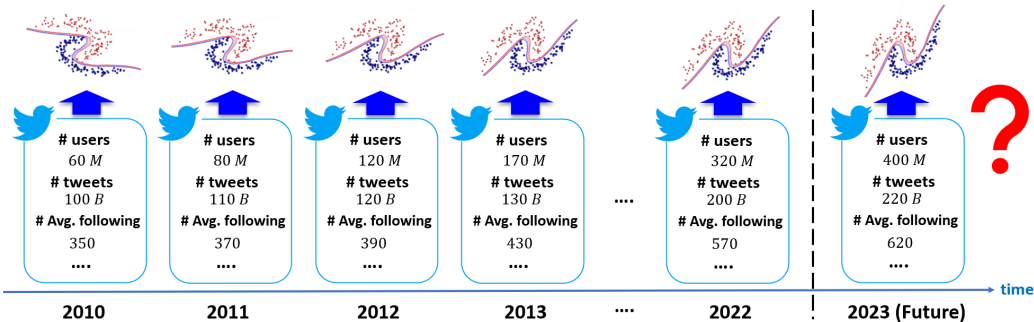 # users
60 M
# tweets
100 B
# Avg. following
350
....
# users
80 M
# tweets
110 B
# Avg. following
370
....
# users
120 M
# tweets
120 B
# Avg. following
390
....
# users
170 M
# tweets
130 B
# Avg. following
430
....
....
# users
320 M
# tweets
200 B
# Avg. following
570
....
# users
400 M
# tweets
220 B
# Avg. following
620
....
?
time
2010
2011
2012
2013
....
2022
2023 (Future)